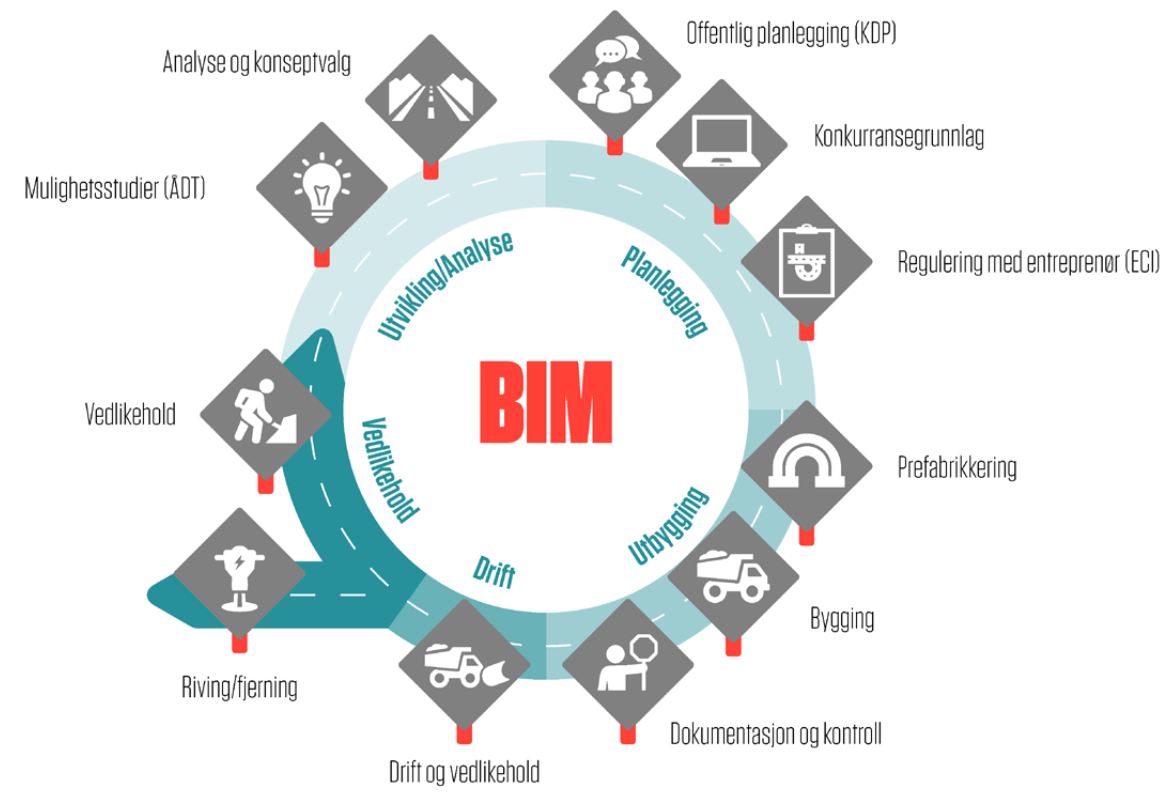 Offentlig planlegging (KDP)
Analyse og konseptvalg
Konkurransegrunnlag
Mulighetsstudier (ÅDT)
Utvikling/Analyse
Planlegging
Regulering med entreprenør (ECI)
BIM
Vedlikehold
Vedlikehold
Prefabrikkering
Utbygging
Drift
Bygging
Riving/fjerning
Dokumentasjon og kontroll
Drift og vedlikehold